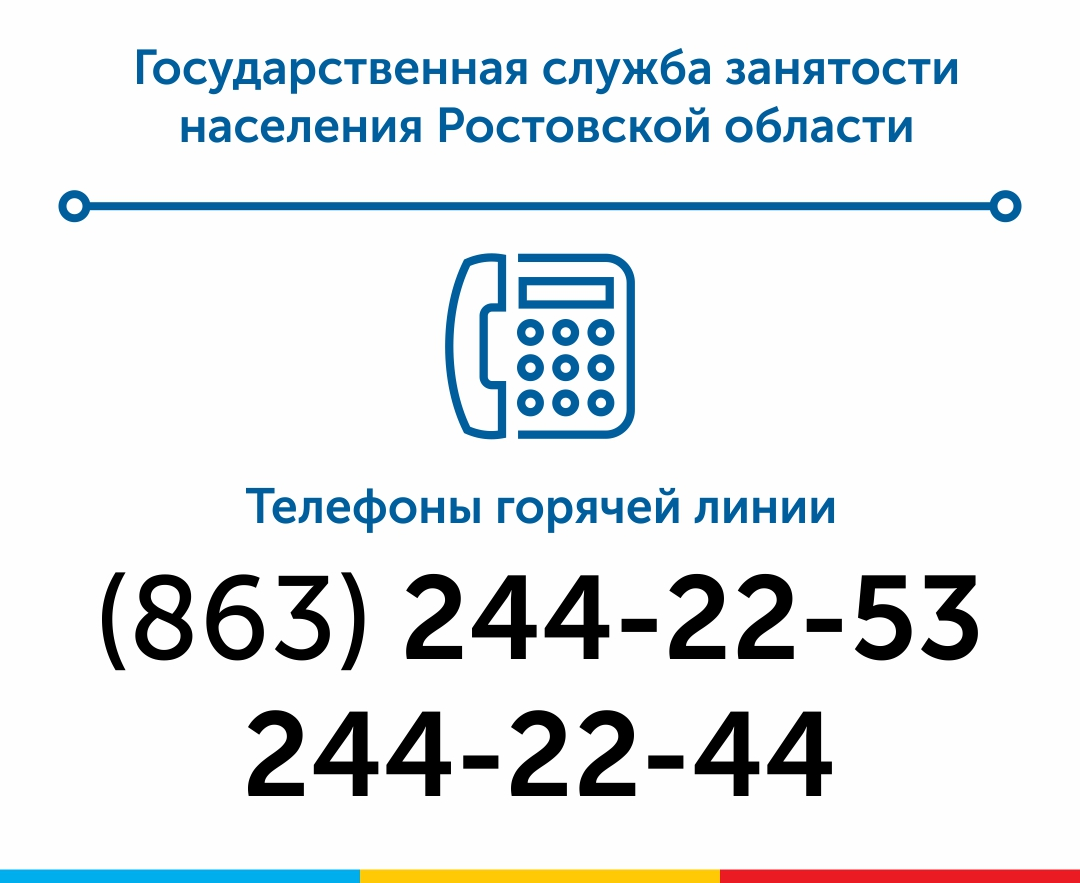 Государственная служба занятости
населения Ростовской области
Телефоны горячей линии
(863) 244-22-53
244-22-44